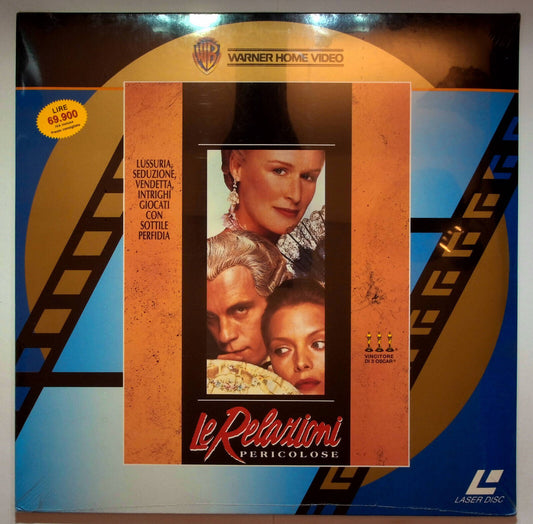 WB
WARNER HOME VIDEO
LIRE
69.900
LUSSURIA,
SEDUZIONE,
VENDETTA,
INTRIGHI
GIOCATI
CON
SOTTILE
PERFIDIA
VINCITORE
DI 3 OSCAR®
Le Relazioni
PERICOLOSE
L
LASER DISC